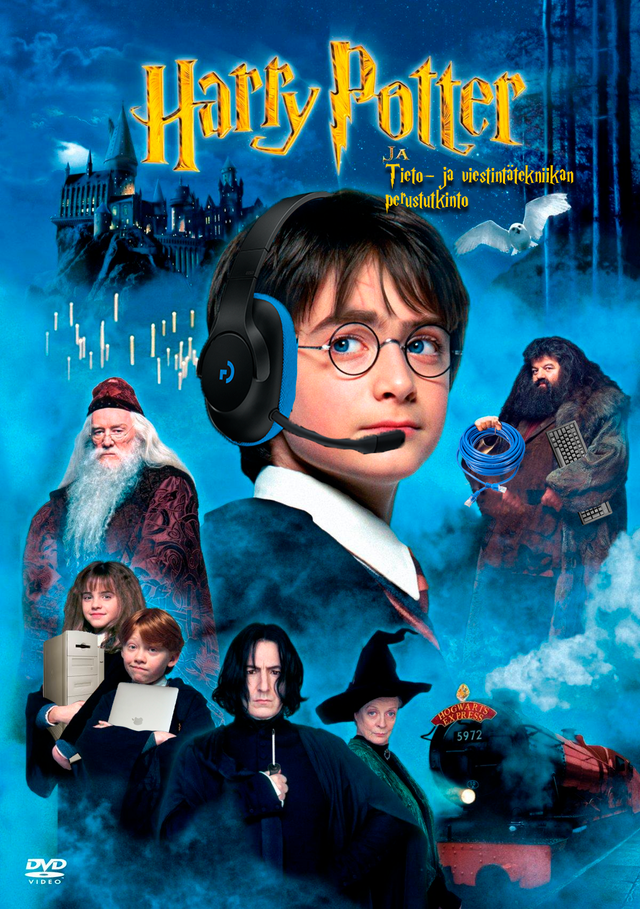 Harry Potter
JA
Tieto- ja viestintätekniikan
perustutkinto
HOGWARTS
EXPRESS
5972
DVD
VIDEO